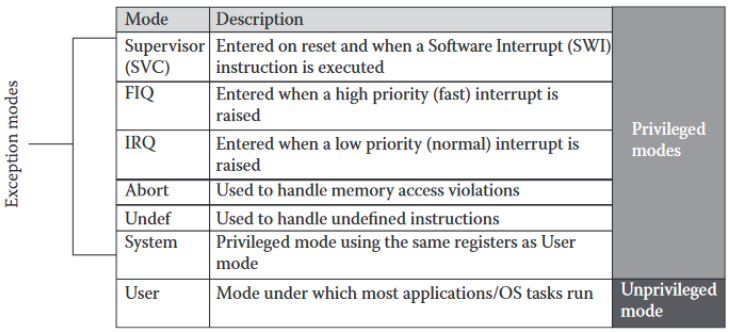 Mode Description
Supervisor Entered on reset and when a Software Interrupt (SWI)
(SVC) instruction is executed
FIQ Entered when a high priority (fast) interrupt is
raised
IRQ Entered when a low priority (normal) interrupt is
raised
Abort Used to handle memory access violations
Undef Used to handle undefined instructions
System Privileged mode using the same registers as User
mode
User Mode under which most applications/OS tasks run
Exception modes
Privileged
modes
Unprivileged
mode